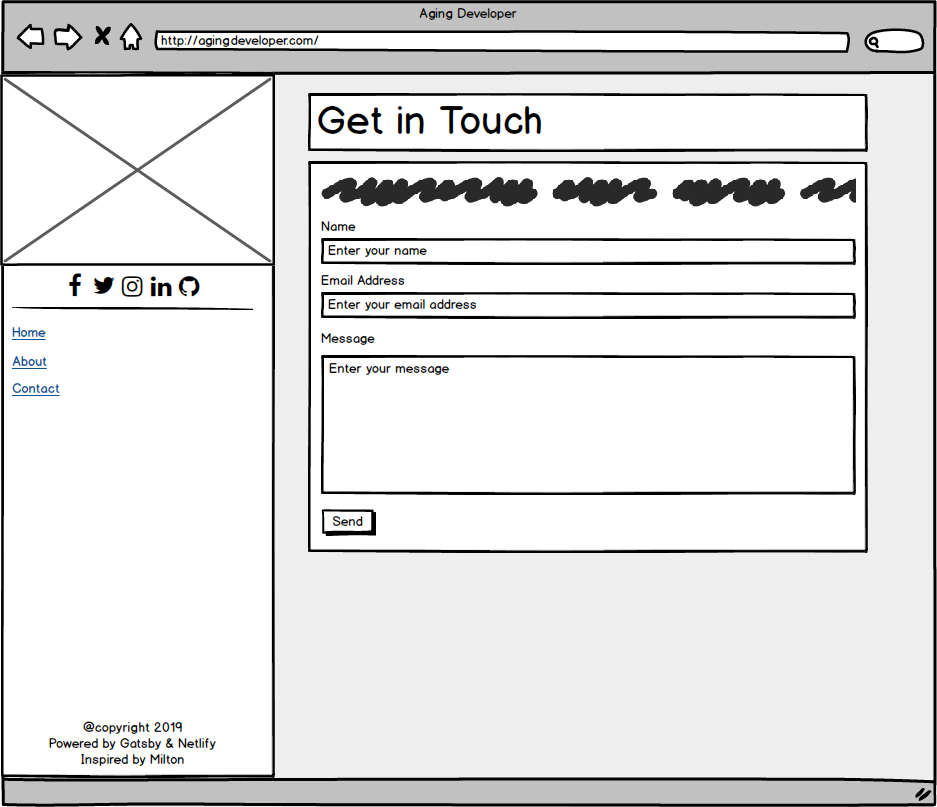 Aging Developer
http://agingdeveloper.com/
Home
About
Contact
@copyright 2019
Powered by Gatsby & Netlify
Inspired by Milton
Get in Touch
Name
Enter your name
Email Address
Enter your email address
Message
Enter your message
Send